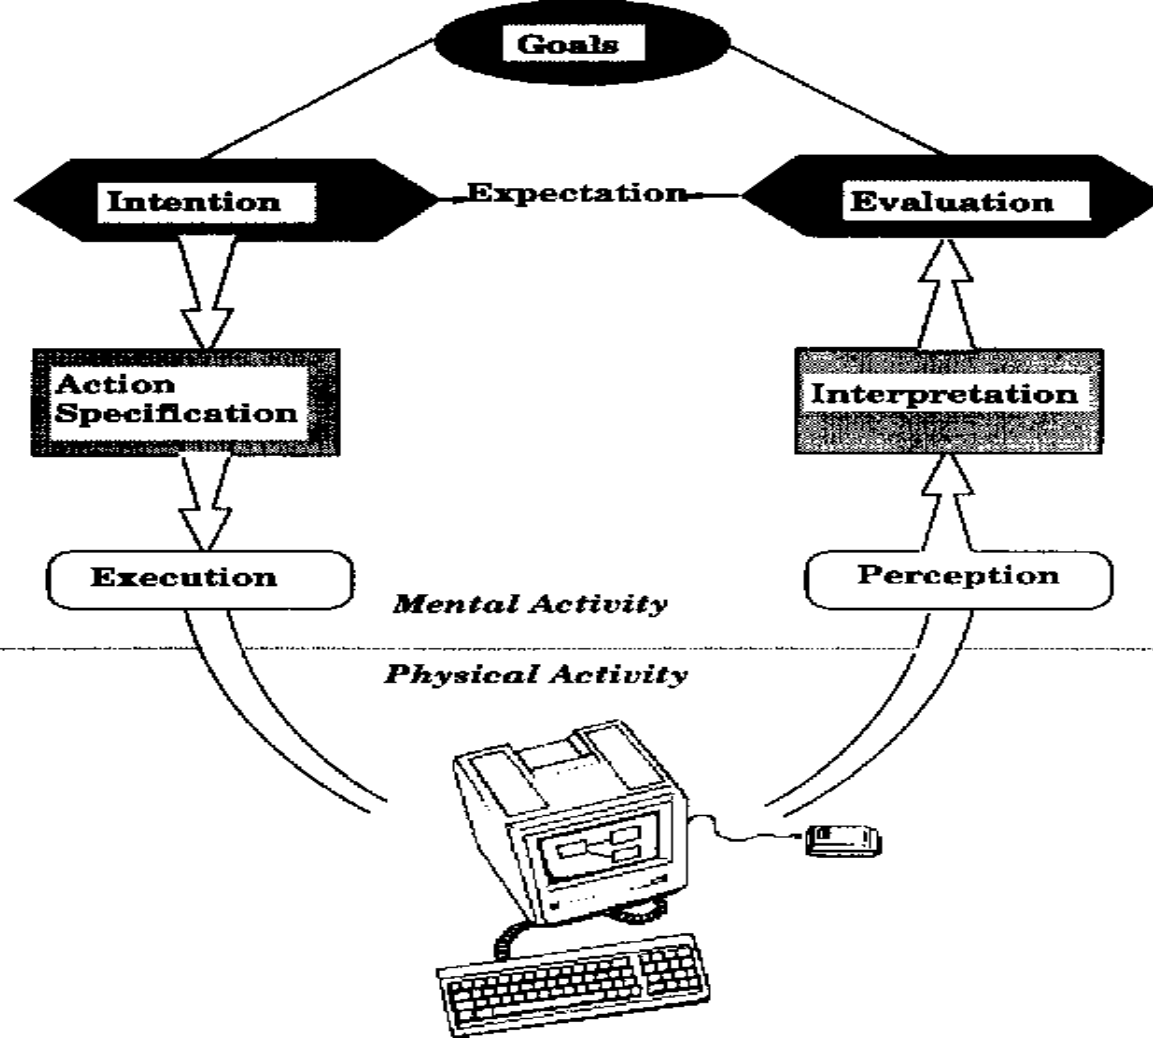 Goals
Intention
Expectation
Evaluation
Action
Specification
Interpretation
Execution
Perception
Mental Activity
Physical Activity